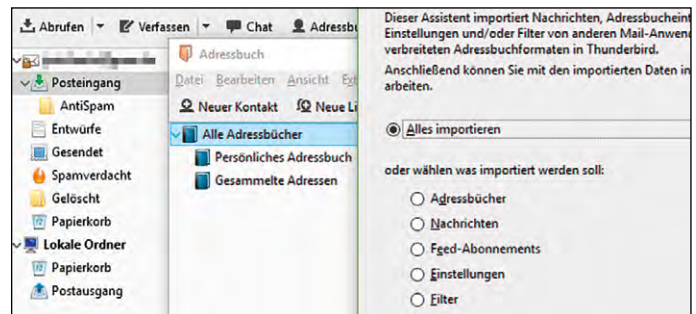 Abrufen
Verfassen
Chat
Adressbu
Posteingang
AntiSpam
Entwürfe
Gesendet
Spamverdacht
Gelöscht
Papierkorb
Lokale Ordner
Papierkorb
Postausgang
Adressbuch
Datei Bearbeiten Ansicht Ext
Neuer Kontakt Neue Li
Alle Adressbücher
Persönliches Adressbuch
Gesammelte Adressen
Dieser Assistent importiert Nachrichten, Adressbucheint
Einstellungen und/oder Filter von anderen Mail-Anwen
verbreiteten Adressbuchformaten in Thunderbird.
Anschließend können Sie mit den importierten Daten in
arbeiten.
Alles importieren
oder wählen was importiert werden soll:
Adressbücher
Nachrichten
Feed-Abonnements
Einstellungen
Filter